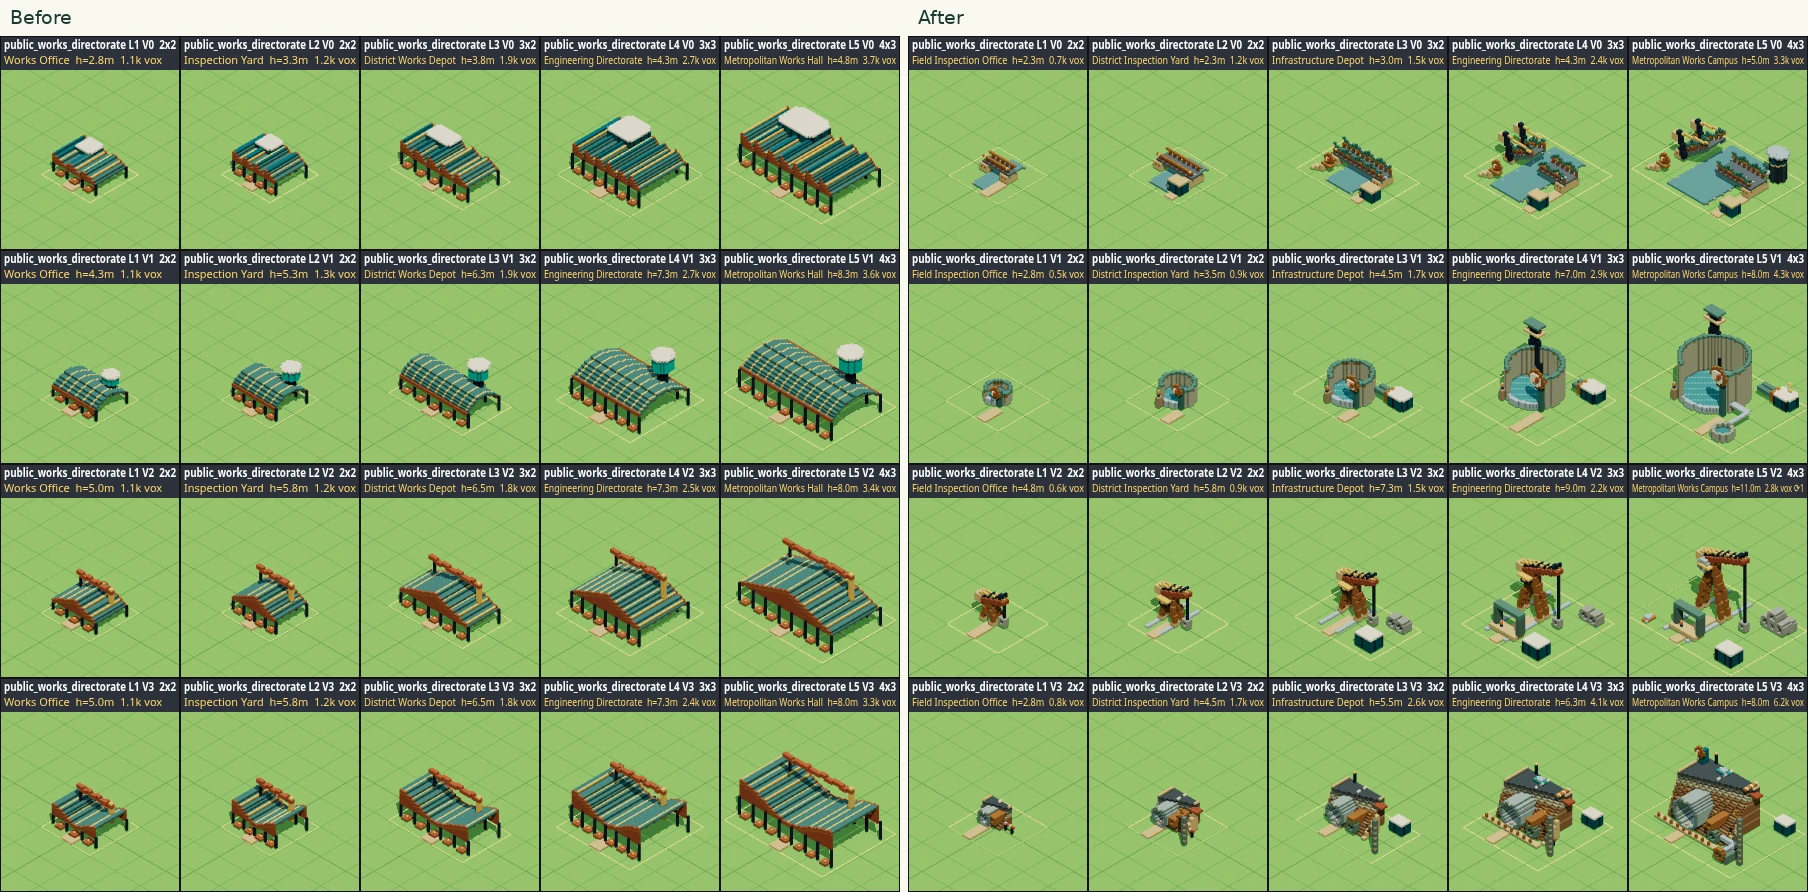 Before
After
public_works_directorate L1 V0 2x2
Works Office h=2.8m 1.1k vox
public_works_directorate L2 V0 2x2
Inspection Yard h=3.3m 1.2k vox
public_works_directorate L3 V0 3x2
District Works Depot h=3.8m 1.9k vox
public_works_directorate L4 V0 3x3
Engineering Directorate h=4.3m 2.7k vox
public_works_directorate L5 V0 4x3
Metropolitan Works Hall h=4.8m 3.7k vox
public_works_directorate L1 V0 2x2
Field Inspection Office h=2.3m 0.7k vox
public_works_directorate L2 V0 2x2
District Inspection Yard h=2.3m 1.2k vox
public_works_directorate L3 V0 3x2
Infrastructure Depot h=3.0m 1.5k vox
public_works_directorate L4 V0 3x3
Engineering Directorate h=4.3m 2.4k vox
public_works_directorate L5 V0 4x3
Metropolitan Works Campus h=5.0m 3.3k vox
public_works_directorate L1 V1 2x2
Works Office h=4.3m 1.1k vox
public_works_directorate L2 V1 2x2
Inspection Yard h=5.3m 1.3k vox
public_works_directorate L3 V1 3x2
District Works Depot h=6.3m 1.9k vox
public_works_directorate L4 V1 3x3
Engineering Directorate h=7.3m 2.7k vox
public_works_directorate L5 V1 4x3
Metropolitan Works Hall h=8.3m 3.6k vox
public_works_directorate L1 V1 2x2
Field Inspection Office h=2.8m 0.5k vox
public_works_directorate L2 V1 2x2
District Inspection Yard h=3.5m 0.9k vox
public_works_directorate L3 V1 3x2
Infrastructure Depot h=4.5m 1.7k vox
public_works_directorate L4 V1 3x3
Engineering Directorate h=7.0m 2.9k vox
public_works_directorate L5 V1 4x3
Metropolitan Works Campus h=8.0m 4.3k vox
public_works_directorate L1 V2 2x2
Works Office h=5.0m 1.1k vox
public_works_directorate L2 V2 2x2
Inspection Yard h=5.8m 1.2k vox
public_works_directorate L3 V2 3x2
District Works Depot h=6.5m 1.8k vox
public_works_directorate L4 V2 3x3
Engineering Directorate h=7.3m 2.5k vox
public_works_directorate L5 V2 4x3
Metropolitan Works Hall h=8.0m 3.4k vox
public_works_directorate L1 V2 2x2
Field Inspection Office h=4.8m 0.6k vox
public_works_directorate L2 V2 2x2
District Inspection Yard h=5.8m 0.9k vox
public_works_directorate L3 V2 3x2
Infrastructure Depot h=7.3m 1.5k vox
public_works_directorate L4 V2 3x3
Engineering Directorate h=9.0m 2.2k vox
public_works_directorate L5 V2 4x3
Metropolitan Works Campus h=11.0m 2.8k vox ⟳1
public_works_directorate L1 V3 2x2
Works Office h=5.0m 1.1k vox
public_works_directorate L2 V3 2x2
Inspection Yard h=5.8m 1.2k vox
public_works_directorate L3 V3 3x2
District Works Depot h=6.5m 1.8k vox
public_works_directorate L4 V3 3x3
Engineering Directorate h=7.3m 2.4k vox
public_works_directorate L5 V3 4x3
Metropolitan Works Hall h=8.0m 3.3k vox
public_works_directorate L1 V3 2x2
Field Inspection Office h=2.8m 0.8k vox
public_works_directorate L2 V3 2x2
District Inspection Yard h=4.5m 1.7k vox
public_works_directorate L3 V3 3x2
Infrastructure Depot h=5.5m 2.6k vox
public_works_directorate L4 V3 3x3
Engineering Directorate h=6.3m 4.1k vox
public_works_directorate L5 V3 4x3
Metropolitan Works Campus h=8.0m 6.2k vox